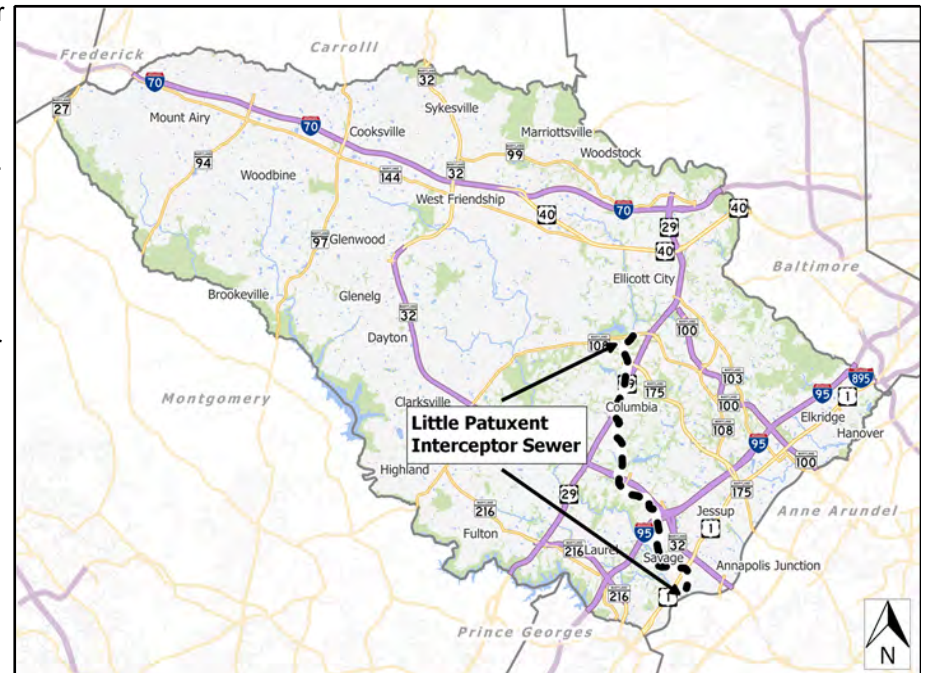 r
Frederick
Carrolll
70
32
Sykesville
27
Mount Airy
70
Cooksville
Marriottsville
99
Woodstock
94
Woodbine
144
32
West Friendship
40
70
29
40
40
97
Glenwood
Baltimore
Ellicott City
Brookeville
Glenelg
32
100
Dayton
108
103
95
895
175
1
Montgomery
Clarksville
Columbia
100
Elkridge
108
Hanover
Little Patuxent
Interceptor Sewer
95
100
Highland
175
29
Anne Arundel
216
Jessup
1
Fulton
95
32
216
Laurel
Savage
Annapolis Junction
216
1
Prince Georges
N